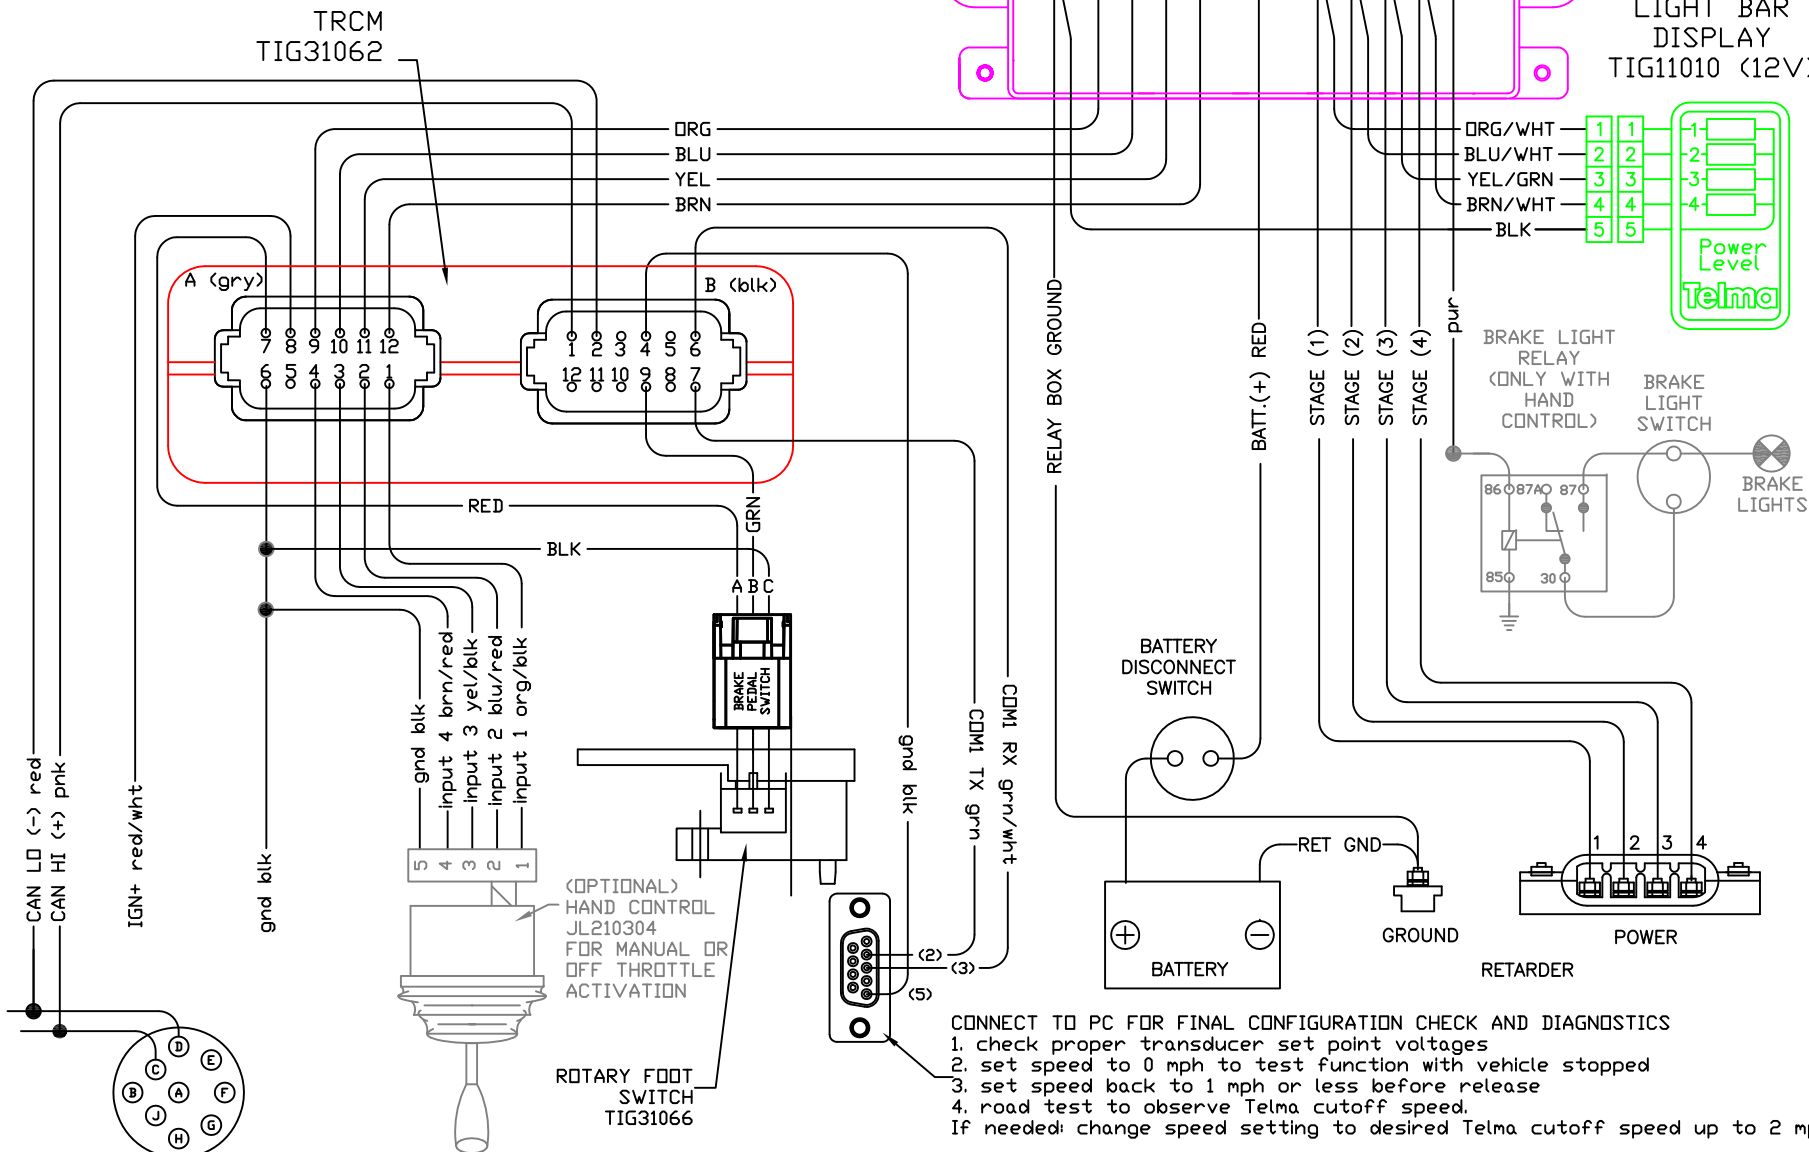 TRCM
TIG31062
LIGHT BAR
DISPLAY
TIG11010 (12V)
ORG
BLU
YEL
BRN
ORG/WHT
BLU/WHT
YEL/GRN
BRN/WHT
BLK
1 1 1
2 2 2
3 3 3
4 4 4
5 5
Power
Level
Telma
A (gry)
B (blk)
7 8 9 10 11 12
6 5 4 3 2 1
1 2 3 4 5 6
12 11 10 9 8 7
RELAY BOX GROUND
BATT.(+) RED
STAGE (1)
STAGE (2)
STAGE (3)
STAGE (4)
pur
BRAKE LIGHT
RELAY
(ONLY WITH
HAND
CONTROL)
BRAKE
LIGHT
SWITCH
BRAKE
LIGHTS
86 87A 87
85 30
RED
GRN
BLK
A B C
BRAKE
PEDAL
SWITCH
BATTERY
DISCONNECT
SWITCH
CAN LO (-) red
CAN HI (+) pnk
IGN+ red/wht
gnd blk
gnd blk
input 4 brn/red
input 3 yel/blk
input 2 blu/red
input 1 org/blk
5 4 3 2 1
gnd blk
COM1 TX grn
COM1 RX grn/wht
(OPTIONAL)
HAND CONTROL
JL210304
FOR MANUAL OR
OFF THROTTLE
ACTIVATION
(2)
(3)
(5)
RET GND
BATTERY
+ −
GROUND
1 2 3 4
POWER
RETARDER
ROTARY FOOT
SWITCH
TIG31066
D
E
C
B A F
J
G
H
CONNECT TO PC FOR FINAL CONFIGURATION CHECK AND DIAGNOSTICS
1. check proper transducer set point voltages
2. set speed to 0 mph to test function with vehicle stopped
3. set speed back to 1 mph or less before release
4. road test to observe Telma cutoff speed.
If needed: change speed setting to desired Telma cutoff speed up to 2